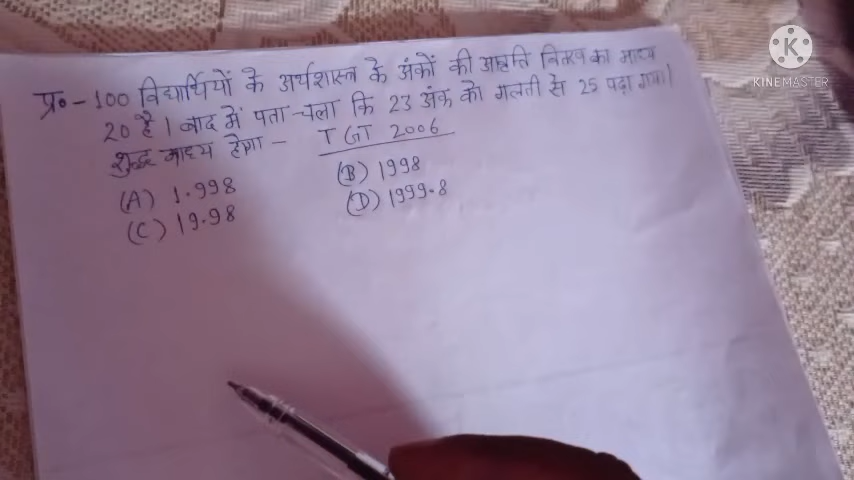 प्र०-100 विद्यार्थियों के अर्थशास्त्र के अंकों की आवृत्ति वितरण का माध्य
20 है। बाद में पता चला कि 23 अंक को गलती से 25 पढ़ा गया।
शुद्ध माध्य होगा - TGT 2006
(A) 1.998 (B) 1998
(C) 19.98 (D) 1999.8
KINEMASTER